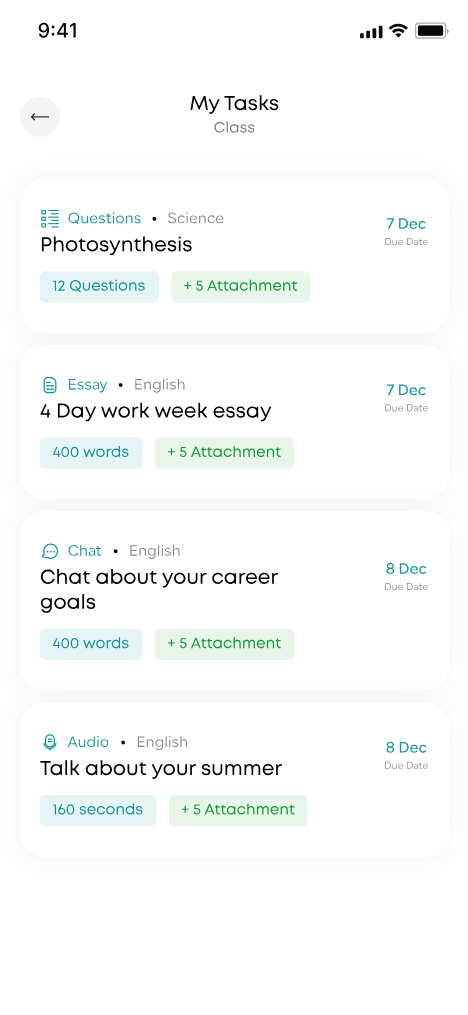 9:41
My Tasks
Class
Questions • Science
7 Dec
Due Date
Photosynthesis
12 Questions
+ 5 Attachment
Essay • English
7 Dec
Due Date
4 Day work week essay
400 words
+ 5 Attachment
Chat • English
8 Dec
Due Date
Chat about your career
goals
400 words
+ 5 Attachment
Audio • English
8 Dec
Due Date
Talk about your summer
160 seconds
+ 5 Attachment